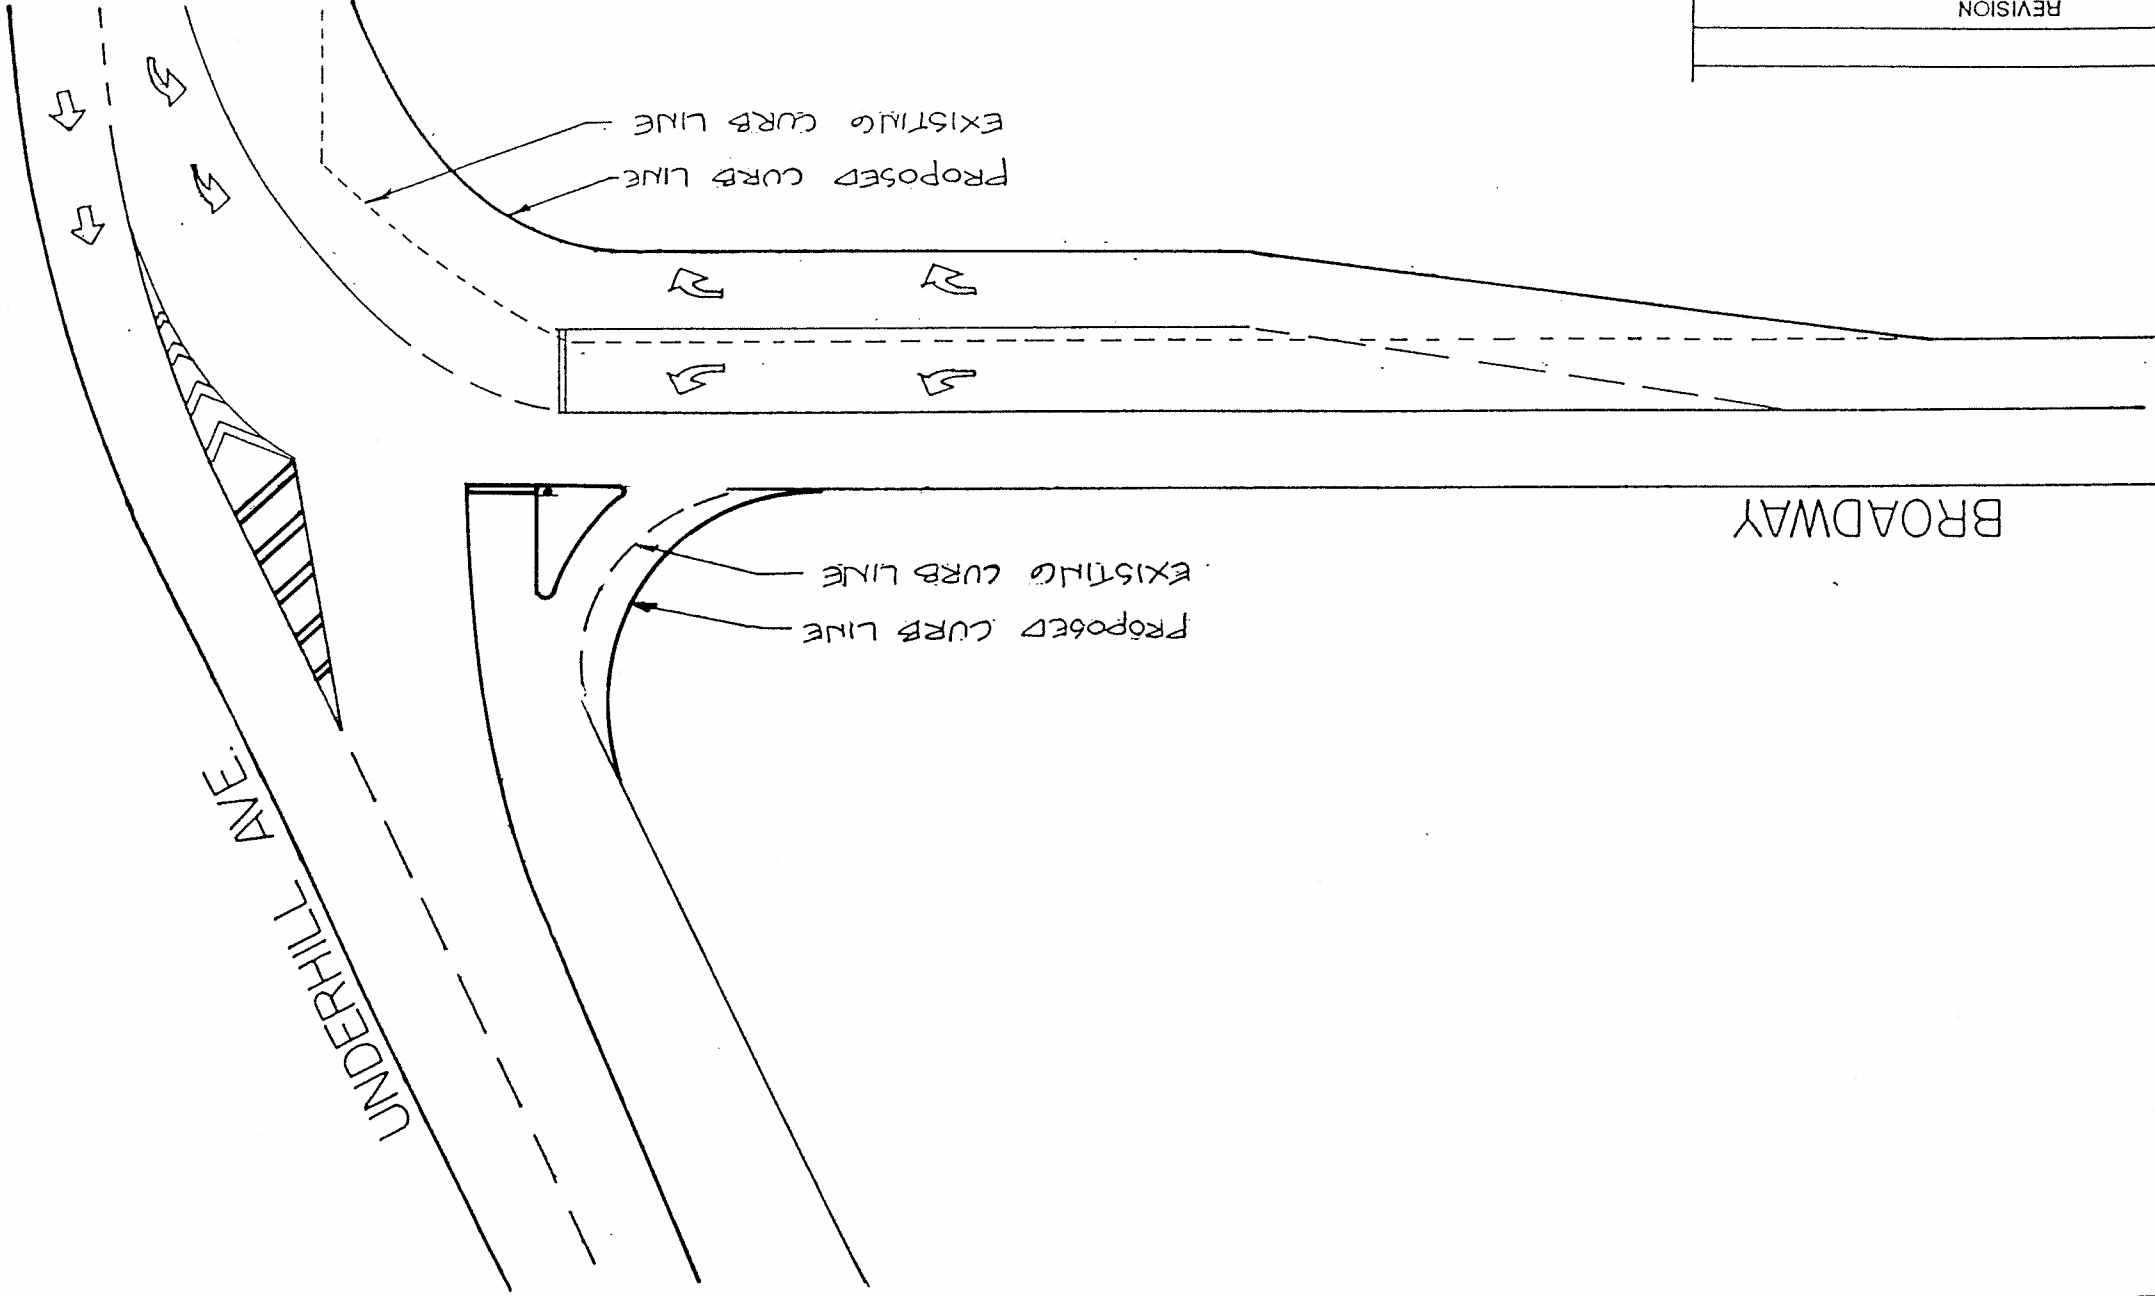 UNDERHILL AVE.
BROADWAY
PROPOSED CURB LINE
EXISTING CURB LINE
PROPOSED CURB LINE
EXISTING CURB LINE
REVISION